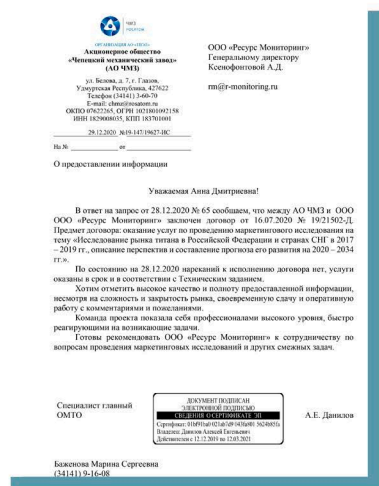 ЧМЗ
РОСАТОМ
ОРГАНИЗАЦИЯ АО «ТВЭЛ»
Акционерное общество
«Чепецкий механический завод»
(АО ЧМЗ)
ул. Белова, д. 7, г. Глазов,
Удмуртская Республика, 427622
Телефон (34141) 3-60-70
E-mail: chmz@rosatom.ru
ОКПО 07622265, ОГРН 1021801092158
ИНН 1829008035, КПП 183701001
29.12.2020 №19-147/19627-ИС
На № от
ООО «Ресурс Мониторинг»
Генеральному директору
Ксенофонтовой А.Д.
rm@r-monitoring.ru
О предоставлении информации
Уважаемая Анна Дмитриевна!
В ответ на запрос от 28.12.2020 № 65 сообщаем, что между АО ЧМЗ и ООО
ООО «Ресурс Мониторинг» заключен договор от 16.07.2020 № 19/21502-Д.
Предмет договора: оказание услуг по проведению маркетингового исследования на
тему «Исследование рынка титана в Российской Федерации и странах СНГ в 2017
– 2019 гг., описание перспектив и составление прогноза его развития на 2020 – 2034
гг.».
По состоянию на 28.12.2020 нареканий к исполнению договора нет, услуги
оказаны в срок и в соответствии с Техническим заданием.
Хотим отметить высокое качество и полноту предоставленной информации,
несмотря на сложность и закрытость рынка, своевременную сдачу и оперативную
работу с комментариями и пожеланиями.
Команда проекта показала себя профессионалами высокого уровня, быстро
реагирующими на возникающие задачи.
Готовы рекомендовать ООО «Ресурс Мониторинг» к сотрудничеству по
вопросам проведения маркетинговых исследований и других смежных задач.
Специалист главный
ОМТО
ДОКУМЕНТ ПОДПИСАН
ЭЛЕКТРОННОЙ ПОДПИСЬЮ
СВЕДЕНИЯ О СЕРТИФИКАТЕ ЭП
Сертификат:
Владелец: Данилов Алексей Евгеньевич
Действителен с 12.12.2019 по 12.03.2021
А.Е. Данилов
Баженова Марина Сергеевна
(34141) 9-16-08